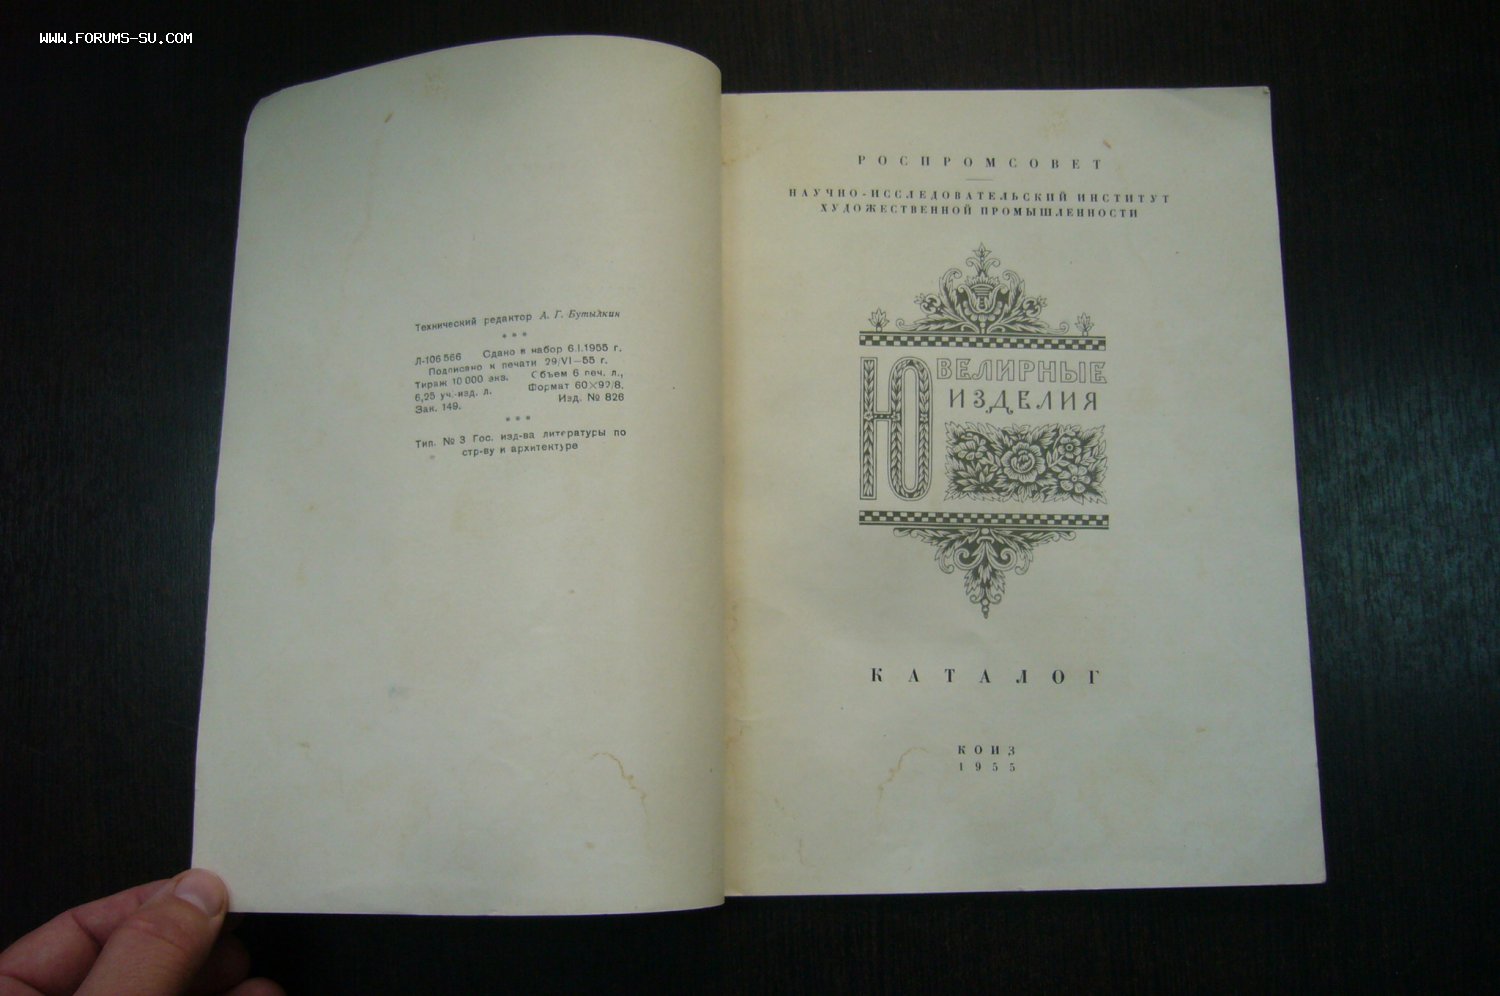 WWW.FORUMS-SU.COM
Технический редактор А. Г. Бутылкин
* * *
Л-106566 Сдано в набор 6.I.1955 г.
Подписано к печати 29/VI—55 г.
Тираж 10 000 экз. Объем 6 печ. л.,
6,25 уч.-изд. л. Формат 60×92/8,
Зак. 149. Изд. № 826
* * *
Тип. № 3 Гос. изд-ва литературы по
стр-ву и архитектуре
РОСПРОМСОВЕТ
НАУЧНО-ИССЛЕДОВАТЕЛЬСКИЙ ИНСТИТУТ
ХУДОЖЕСТВЕННОЙ ПРОМЫШЛЕННОСТИ
ЮВЕЛИРНЫЕ
ИЗДЕЛИЯ
КАТАЛОГ
КОИЗ
1955